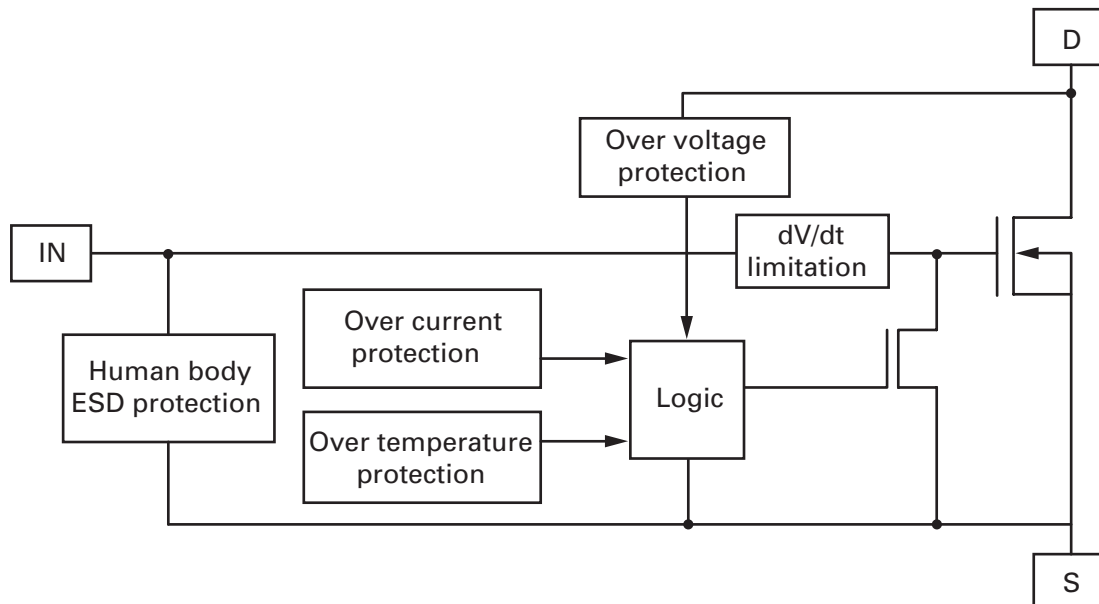 D
Over voltage
protection
IN
dV/dt
limitation
Over current
protection
Human body
ESD protection
Logic
Over temperature
protection
S